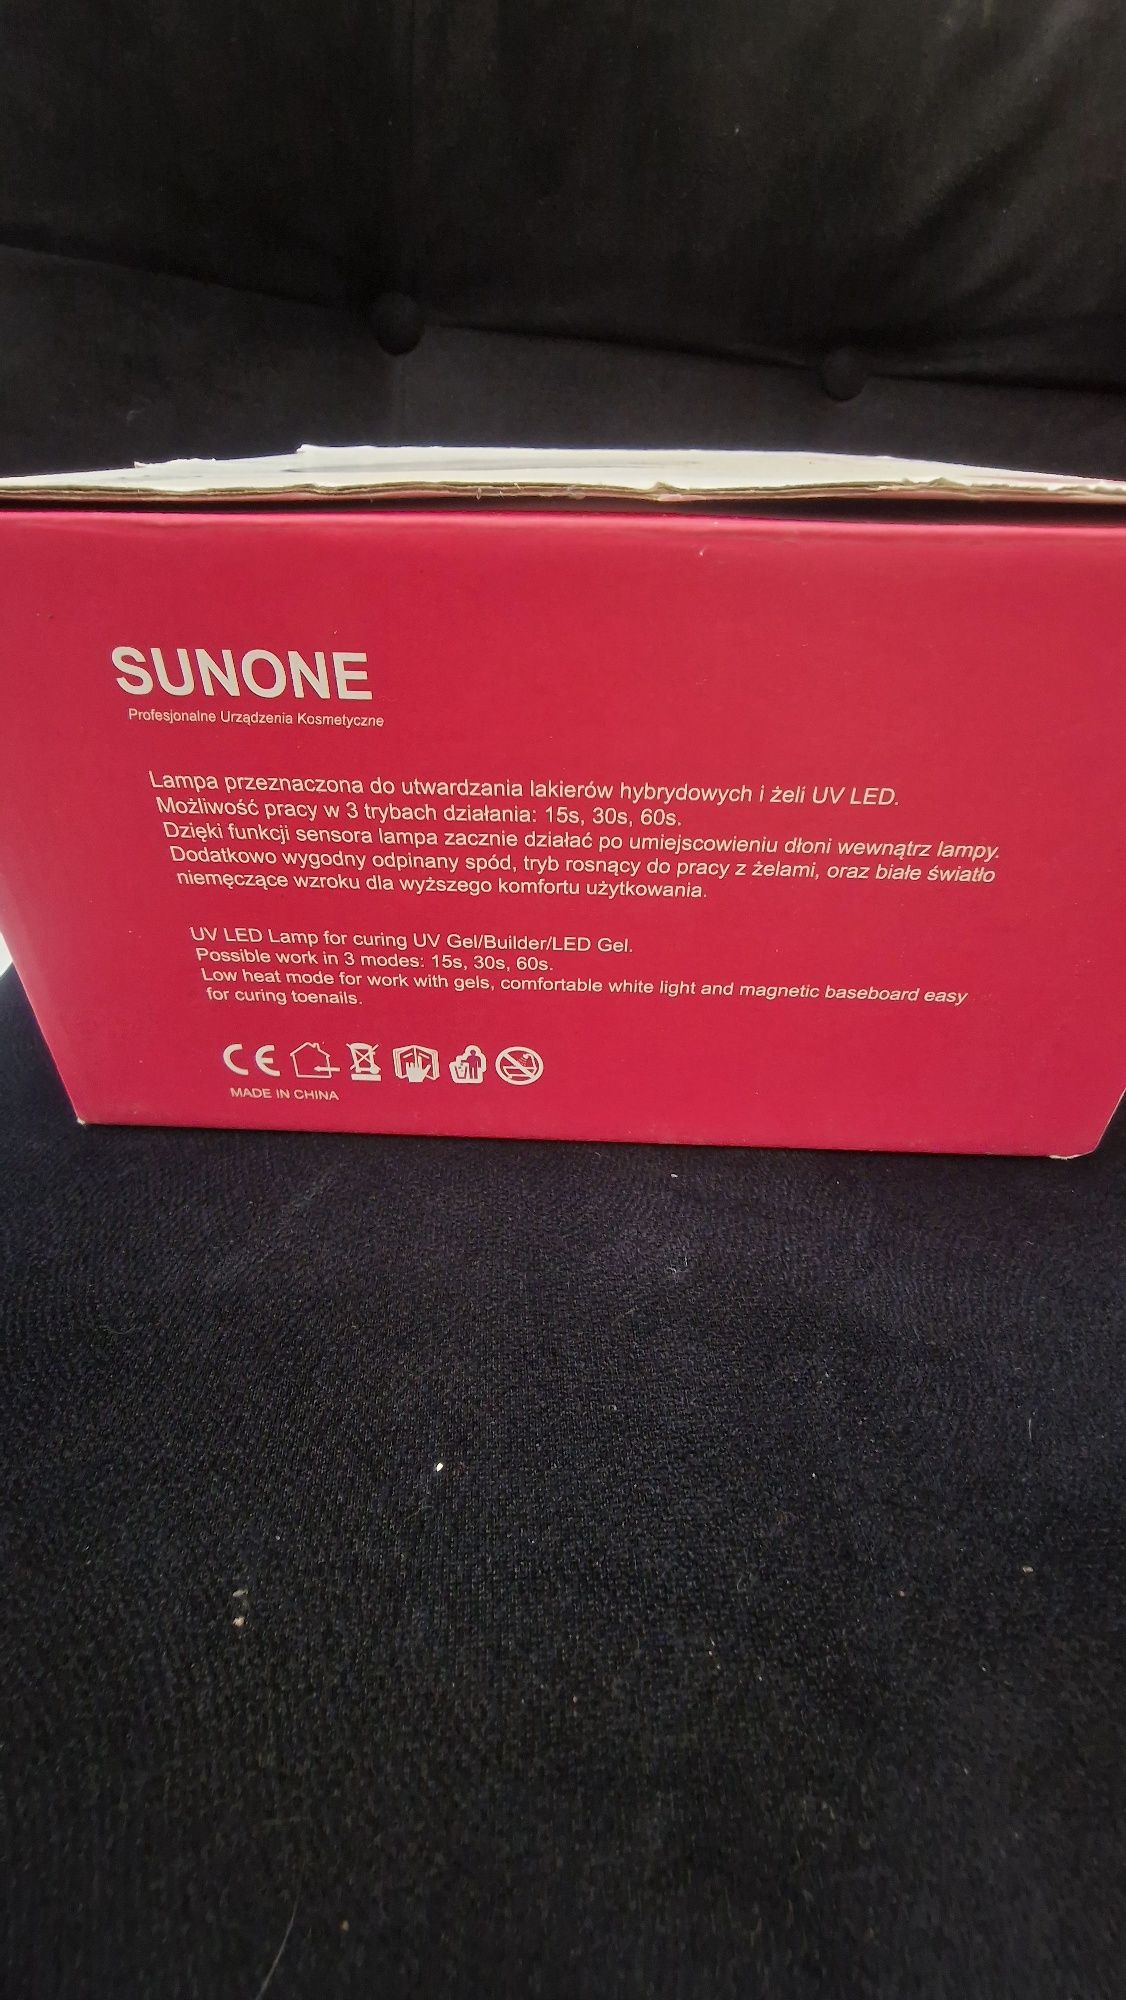 SUNONE
Profesjonalne Urządzenia Kosmetyczne
Lampa przeznaczona do utwardzania lakierów hybrydowych i żeli UV LED.
Możliwość pracy w 3 trybach działania: 15s, 30s, 60s.
Dzięki funkcji sensora lampa zacznie działać po umiejscowieniu dłoni wewnątrz lampy.
Dodatkowo wygodny odpinany spód, tryb rosnący do pracy z żelami, oraz białe światło
niemęczące wzroku dla wyższego komfortu użytkowania.
UV LED Lamp for curing UV Gel/Builder/LED Gel.
Possible work in 3 modes: 15s, 30s, 60s.
Low heat mode for work with gels, comfortable white light and magnetic baseboard easy
for curing toenails.
CE
MADE IN CHINA